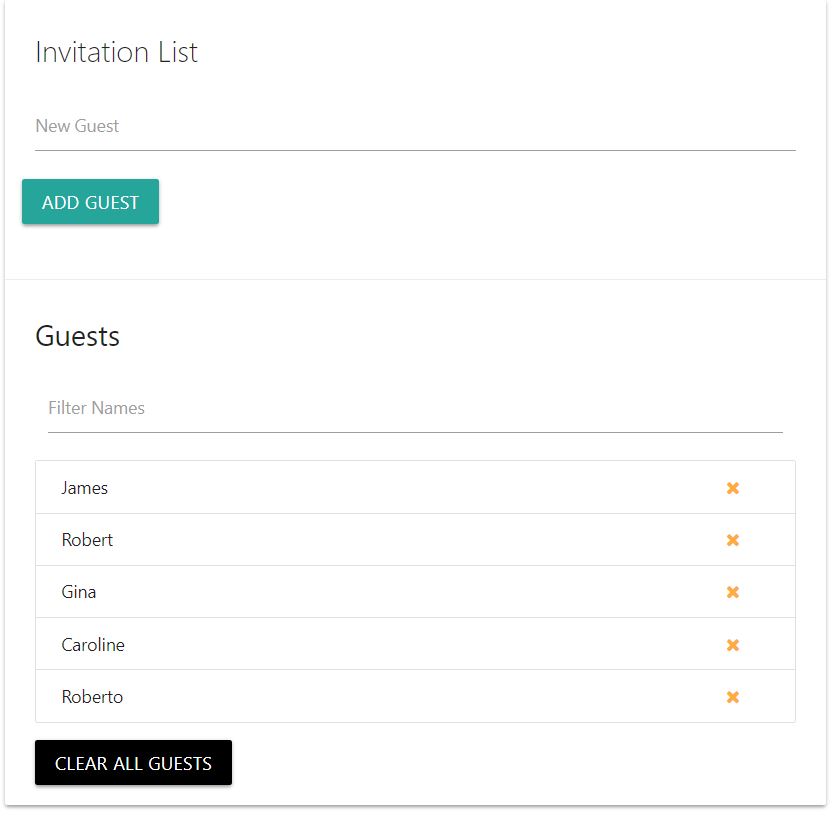 Invitation List
New Guest
ADD GUEST
Guests
Filter Names
James
Robert
Gina
Caroline
Roberto
CLEAR ALL GUESTS